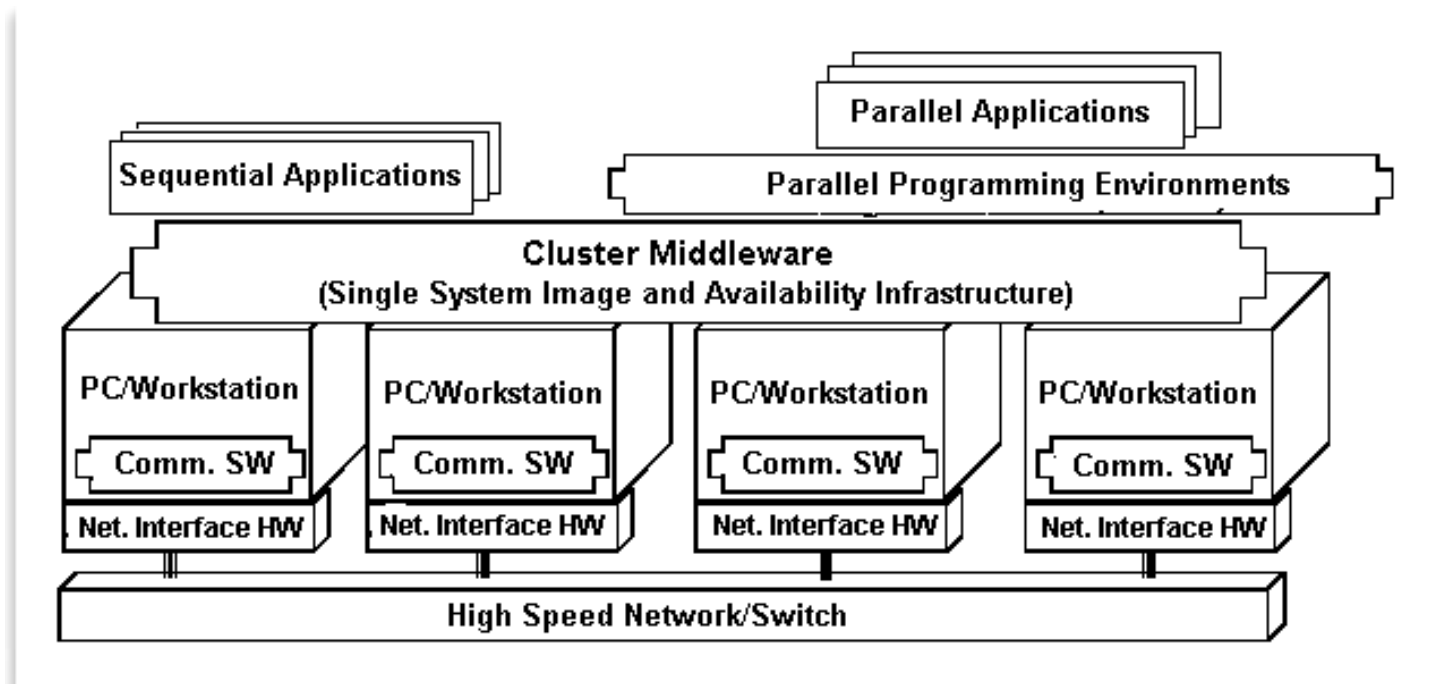 Parallel Applications
Sequential Applications
Parallel Programming Environments
Cluster Middleware
(Single System Image and Availability Infrastructure)
PC/Workstation
PC/Workstation
PC/Workstation
PC/Workstation
Comm. SW
Comm. SW
Comm. SW
Comm. SW
Net. Interface HW
Net. Interface HW
Net. Interface HW
Net. Interface HW
High Speed Network/Switch